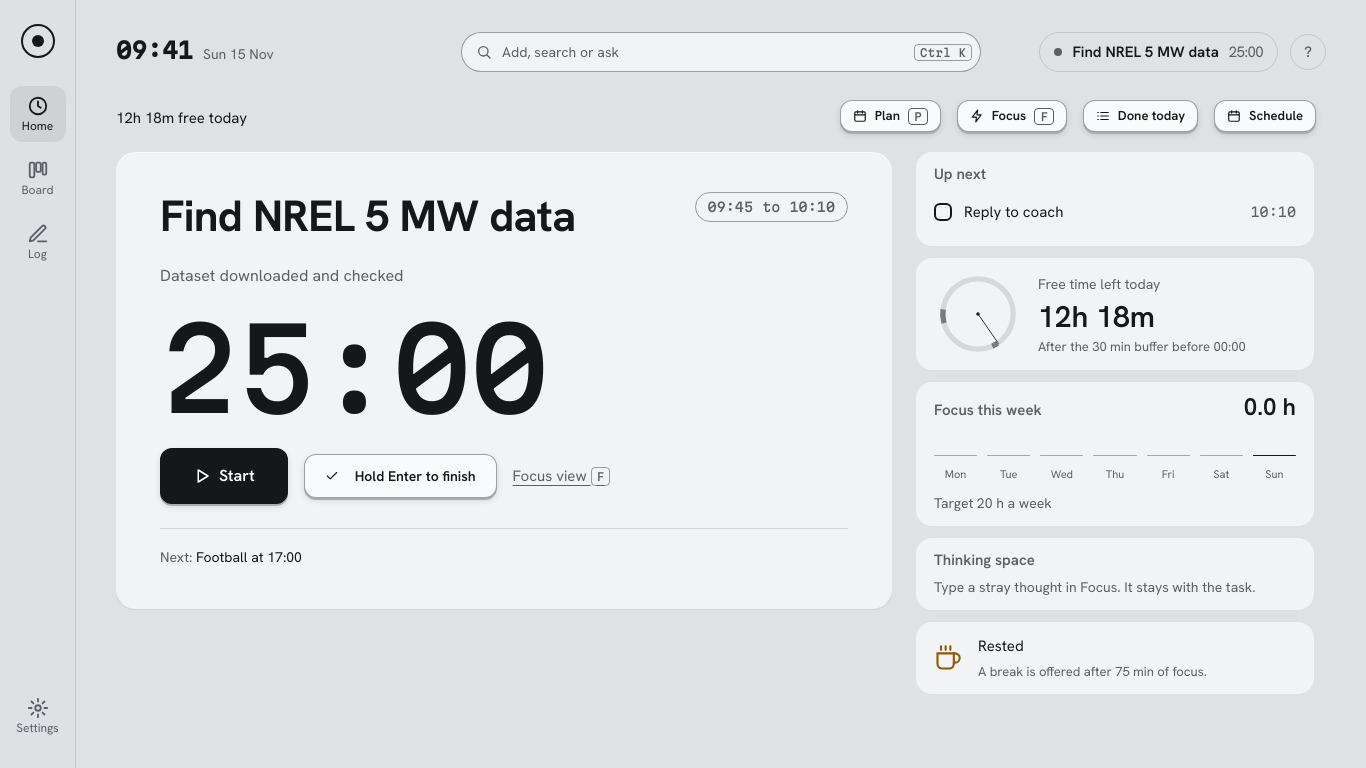 09:41 Sun 15 Nov
Add, search or ask Ctrl K
Find NREL 5 MW data 25:00 ?
Home
Board
Log
Settings
12h 18m free today
Plan P
Focus F
Done today
Schedule
Find NREL 5 MW data
09:45 to 10:10
Dataset downloaded and checked
25:00
Start
Hold Enter to finish
Focus view F
Next: Football at 17:00
Up next
Reply to coach 10:10
Free time left today
12h 18m
After the 30 min buffer before 00:00
Focus this week 0.0 h
Mon Tue Wed Thu Fri Sat Sun
Target 20 h a week
Thinking space
Type a stray thought in Focus. It stays with the task.
Rested
A break is offered after 75 min of focus.